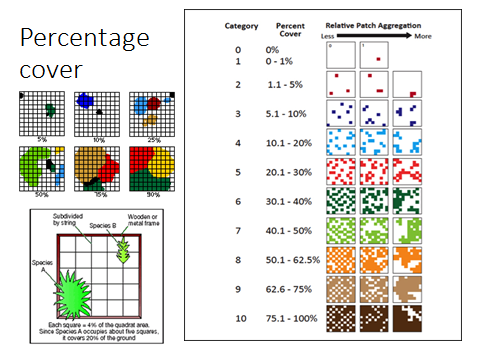 Percentage
cover
5%
10%
25%
50%
75%
90%
Subdivided
by string
Wooden or
metal frame
Species B
Species
A
Each square = 4% of the quadrat area.
Since Species A occupies about five squares,
it covers 20% of the ground
Category Percent Cover Relative Patch Aggregation
Less More
0 0%
0 1
1 0 - 1%
2 1.1 - 5%
3 5.1 - 10%
4 10.1 - 20%
5 20.1 - 30%
6 30.1 - 40%
7 40.1 - 50%
8 50.1 - 62.5%
9 62.6 - 75%
10 75.1 - 100%